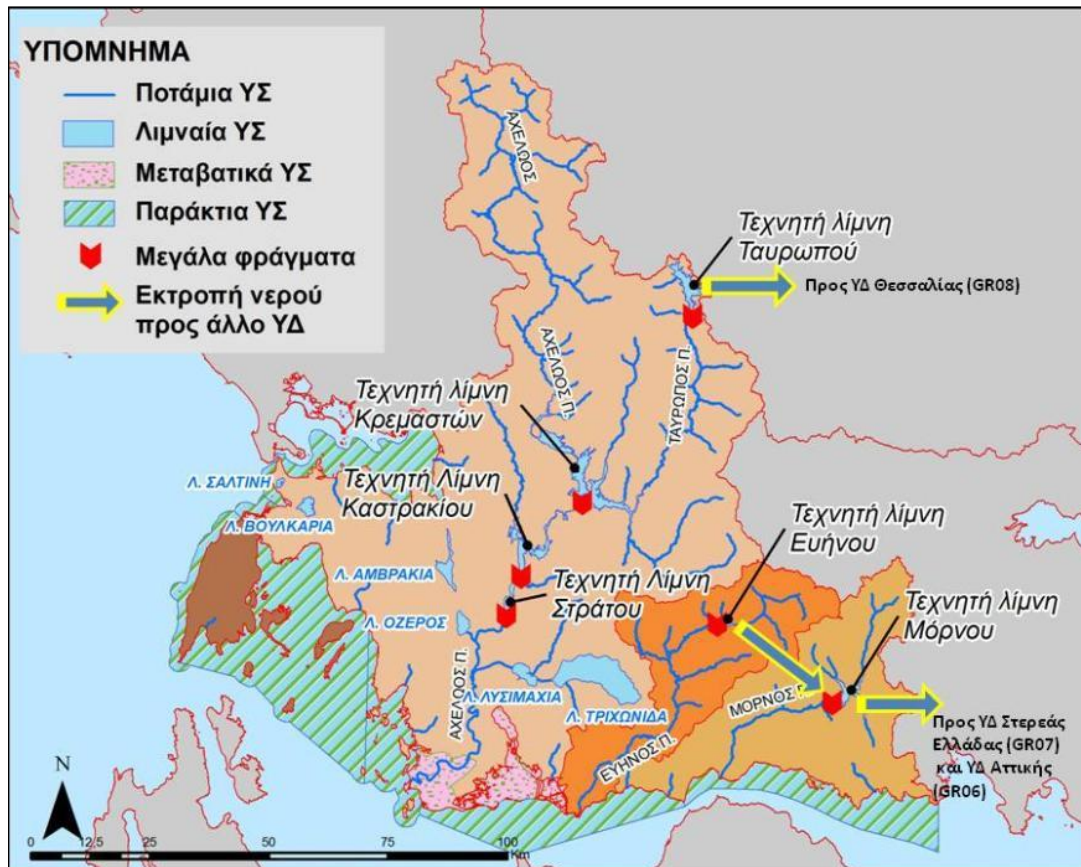 ΥΠΟΜΝΗΜΑ
Ποτάμια ΥΣ
Λιμναία ΥΣ
Μεταβατικά ΥΣ
Παράκτια ΥΣ
Μεγάλα φράγματα
Εκτροπή νερού
προς άλλο ΥΔ
ΑΧΕΛΩΟΣ
Τεχνητή λίμνη
Ταυρωπού
Προς ΥΔ Θεσσαλίας (GR08)
ΑΧΕΛΩΟΣ Π.
ΤΑΥΡΩΠΟΣ Π.
Τεχνητή λίμνη
Κρεμαστών
Τεχνητή Λίμνη
Καστρακίου
Λ. ΣΑΛΤΙΝΗ
Λ. ΒΟΥΛΚΑΡΙΑ
Τεχνητή λίμνη
Ευήνου
Λ. ΑΜΒΡΑΚΙΑ
Τεχνητή Λίμνη
Στράτου
Τεχνητή λίμνη
Μόρνου
Λ. ΟΖΕΡΟΣ
ΑΧΕΛΩΟΣ Π.
Λ. ΛΥΣΙΜΑΧΙΑ
Λ. ΤΡΙΧΩΝΙΔΑ
ΜΟΡΝΟΣ Π.
ΕΥΗΝΟΣ Π.
Προς ΥΔ Στερεάς
Ελλάδας (GR07)
και ΥΔ Αττικής
(GR06)
N
0 12,5 25 50 75 100
Km